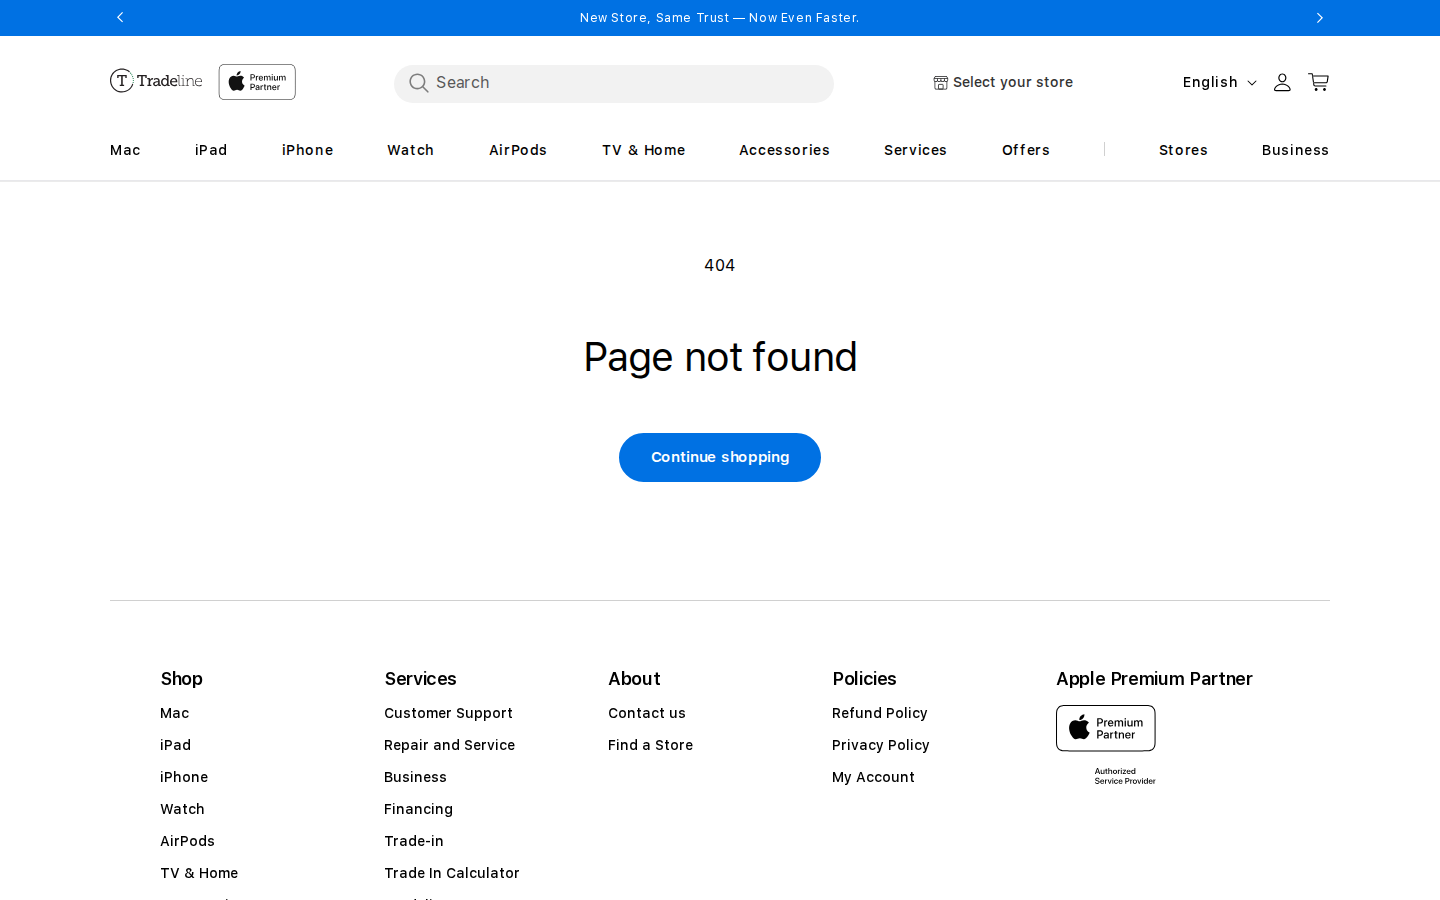 New Store, Same Trust — Now Even Faster.
T Tradeline
Premium
Partner
Search
Select your store
English
Mac iPad iPhone Watch AirPods TV & Home Accessories Services Offers Stores Business
404
Page not found
Continue shopping
Shop
Mac
iPad
iPhone
Watch
AirPods
TV & Home
Services
Customer Support
Repair and Service
Business
Financing
Trade-in
Trade In Calculator
About
Contact us
Find a Store
Policies
Refund Policy
Privacy Policy
My Account
Apple Premium Partner
Premium
Partner
Authorized
Service Provider